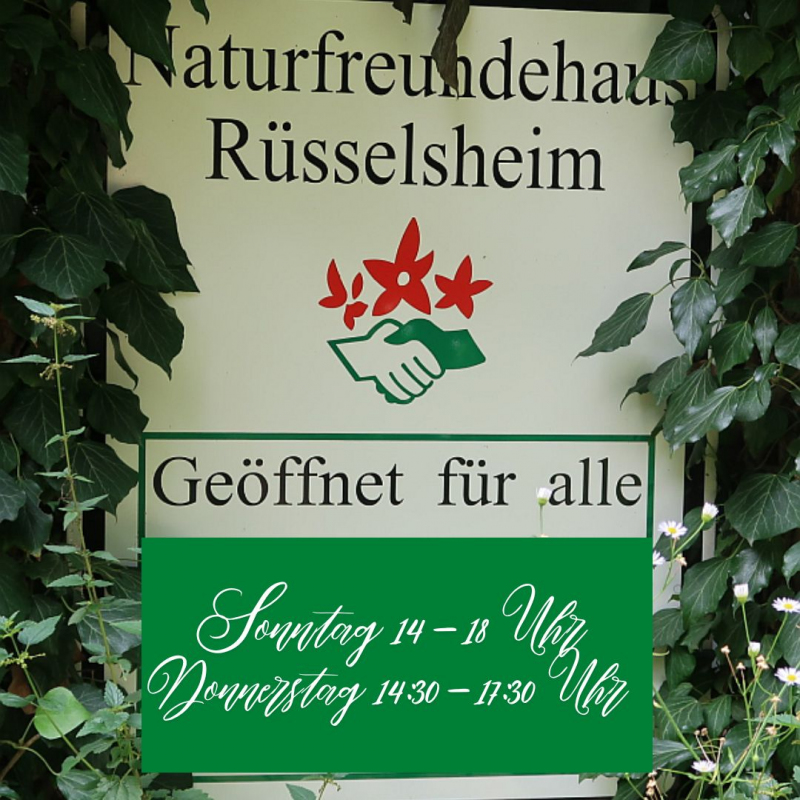 Naturfreundehaus
Rüsselsheim
Geöffnet für alle
Sonntag 14 – 18 Uhr
Donnerstag 14:30 – 17:30 Uhr